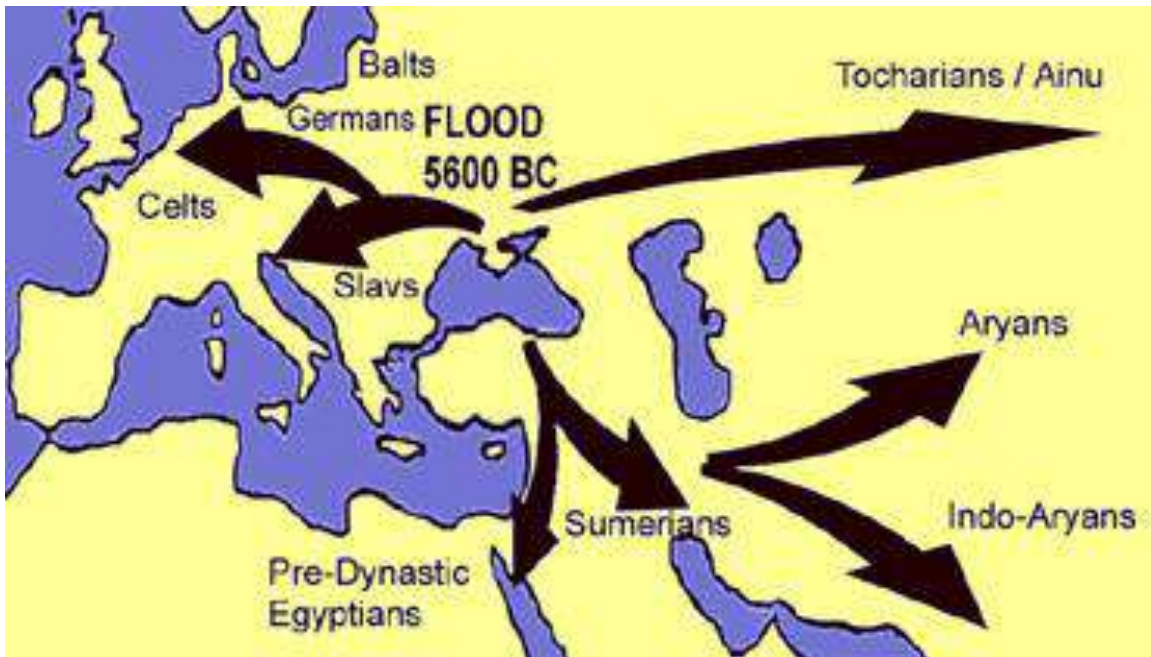 Balts
Tocharians / Ainu
Germans FLOOD
5600 BC
Celts
Slavs
Aryans
Sumerians
Indo-Aryans
Pre-Dynastic
Egyptians